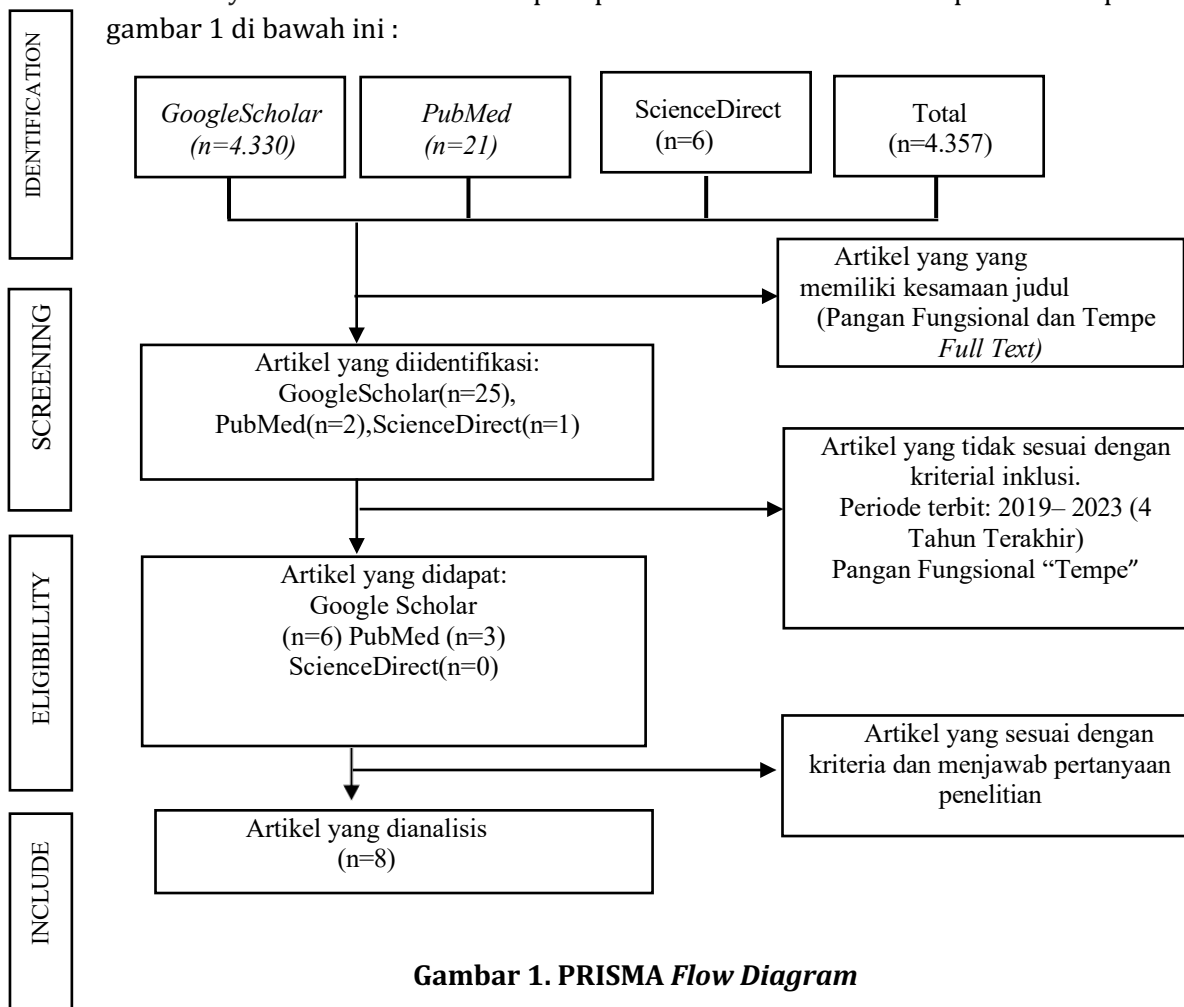 gambar 1 di bawah ini :
IDENTIFICATION
GoogleScholar
(n=4.330)
PubMed
(n=21)
ScienceDirect
(n=6)
Total
(n=4.357)
Artikel yang yang
memiliki kesamaan judul
(Pangan Fungsional dan Tempe
Full Text)
SCREENING
Artikel yang diidentifikasi:
GoogleScholar(n=25),
PubMed(n=2),ScienceDirect(n=1)
Artikel yang tidak sesuai dengan
kriterial inklusi.
Periode terbit: 2019– 2023 (4
Tahun Terakhir)
Pangan Fungsional “Tempe”
ELIGIBILLITY
Artikel yang didapat:
Google Scholar
(n=6) PubMed (n=3)
ScienceDirect(n=0)
Artikel yang sesuai dengan
kriteria dan menjawab pertanyaan
penelitian
INCLUDE
Artikel yang dianalisis
(n=8)
Gambar 1. PRISMA Flow Diagram